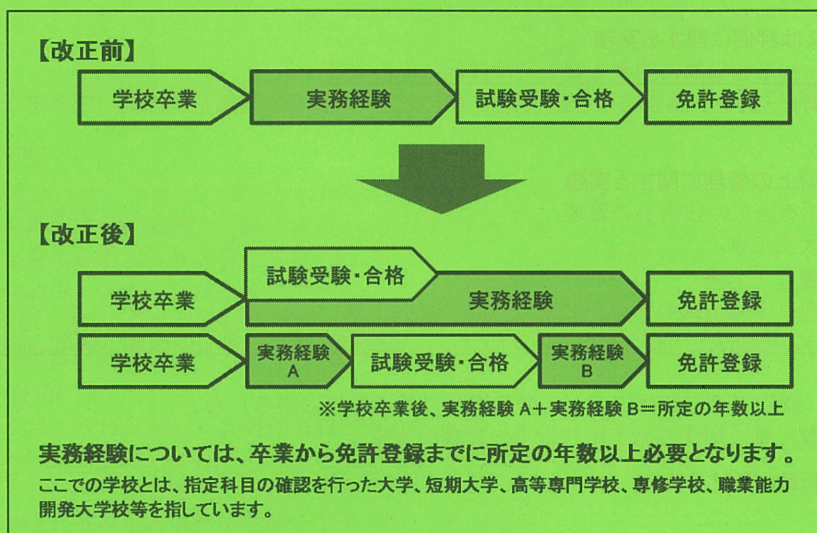 【改正前】
学校卒業 実務経験 試験受験・合格 免許登録
【改正後】
学校卒業 試験受験・合格 実務経験 免許登録
学校卒業 実務経験A 試験受験・合格 実務経験B 免許登録
※学校卒業後、実務経験A＋実務経験B＝所定の年数以上
実務経験については、卒業から免許登録までに所定の年数以上必要となります。
ここでの学校とは、指定科目の確認を行った大学、短期大学、高等専門学校、専修学校、職業能力
開発大学校等を指しています。